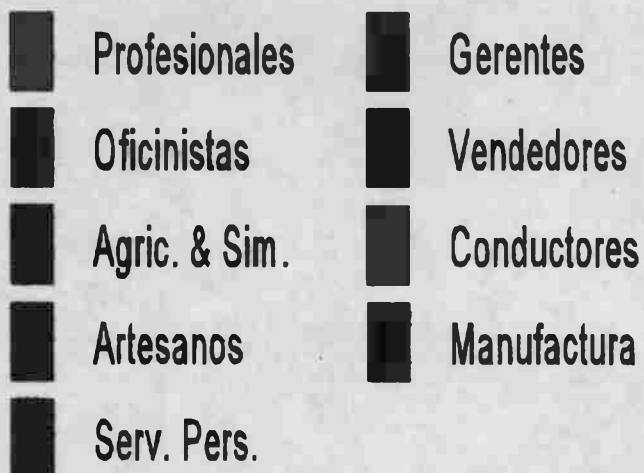 Profesionales
Gerentes
Oficinistas
Vendedores
Agric. & Sim.
Conductores
Artesanos
Manufactura
Serv. Pers.